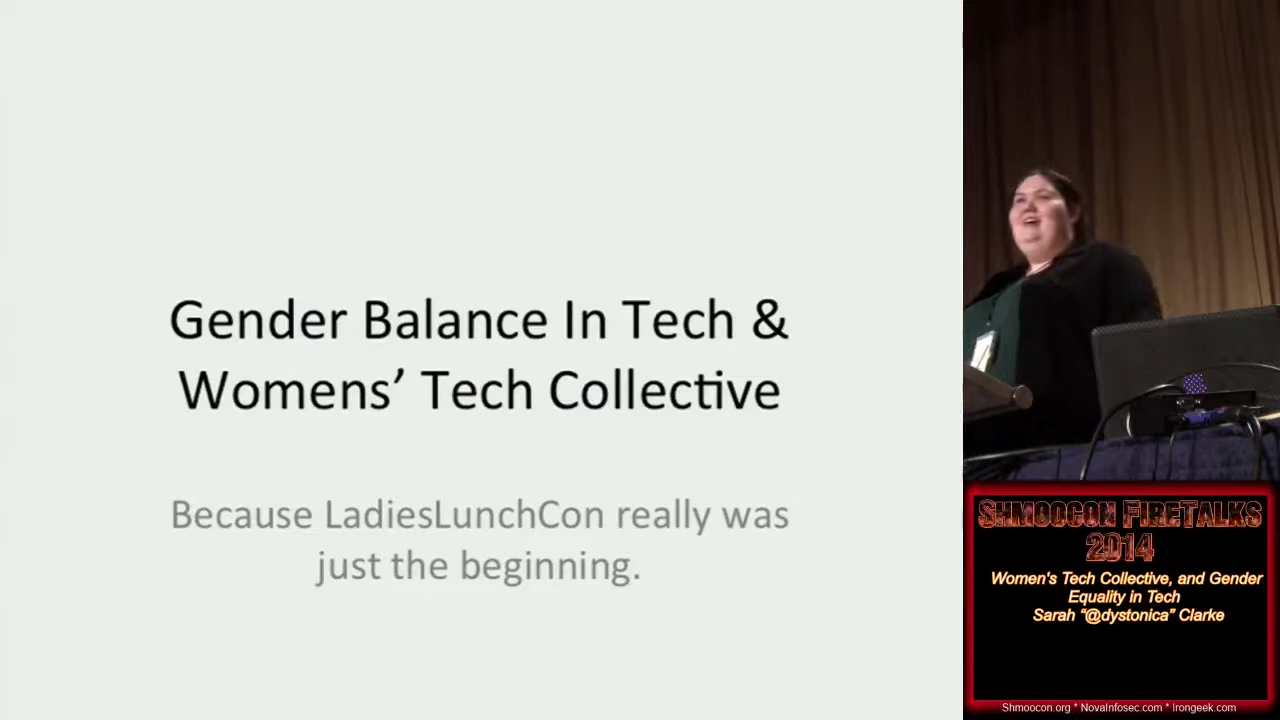 Gender Balance In Tech &
Womens’ Tech Collective
Because LadiesLunchCon really was
just the beginning.
Shmoocon FireTalks
2014
Women's Tech Collective, and Gender
Equality in Tech
Sarah "@dystonica" Clarke
Shmoocon.org * NovaInfosec.com * Irongeek.com